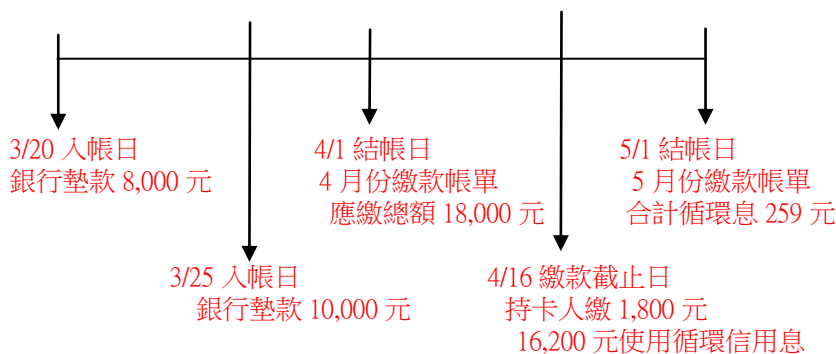 3/20 入帳日
銀行墊款 8,000 元
4/1 結帳日
4 月份繳款帳單
應繳總額 18,000 元
5/1 結帳日
5 月份繳款帳單
合計循環息 259 元
3/25 入帳日
銀行墊款 10,000 元
4/16 繳款截止日
持卡人繳 1,800 元
16,200 元使用循環信用息